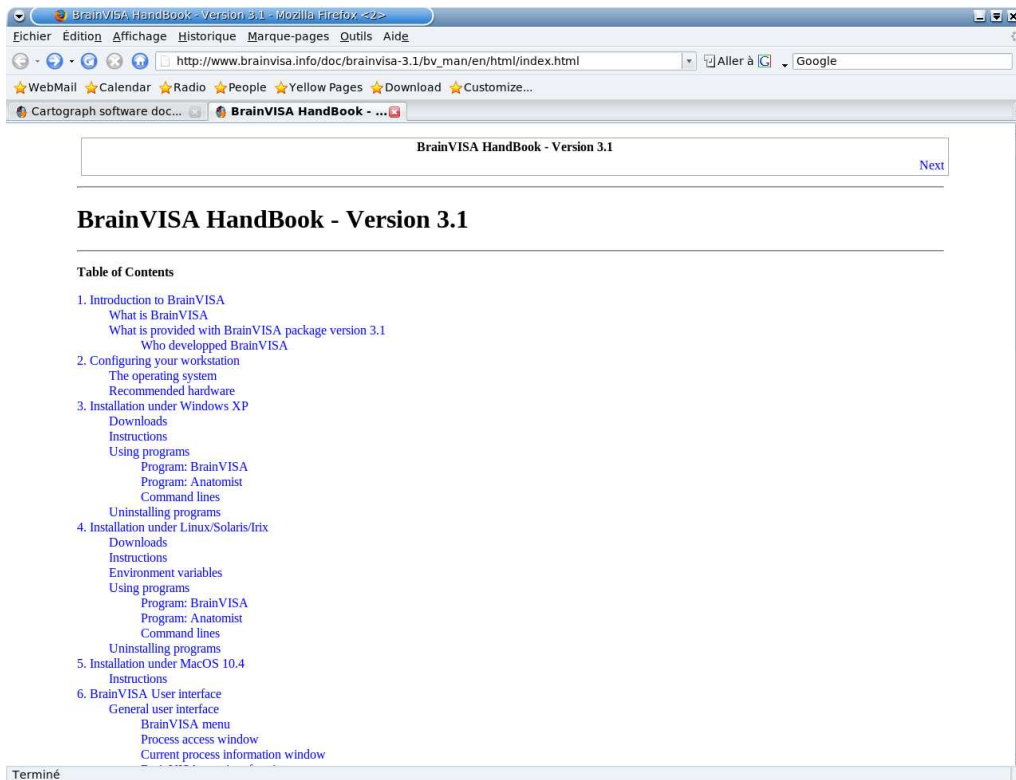 BrainVISA HandBook - Version 3.1 - Mozilla Firefox <2>
Fichier Édition Affichage Historique Marque-pages Outils Aide
http://www.brainvisa.info/doc/brainvisa-3.1/bv_man/en/html/index.html Aller à G Google
WebMail Calendar Radio People Yellow Pages Download Customize...
Cartograph software doc... BrainVISA HandBook - ...
BrainVISA HandBook - Version 3.1
Next
BrainVISA HandBook - Version 3.1
Table of Contents
1. Introduction to BrainVISA
What is BrainVISA
What is provided with BrainVISA package version 3.1
Who developped BrainVISA
2. Configuring your workstation
The operating system
Recommended hardware
3. Installation under Windows XP
Downloads
Instructions
Using programs
Program: BrainVISA
Program: Anatomist
Command lines
Uninstalling programs
4. Installation under Linux/Solaris/Irix
Downloads
Instructions
Environment variables
Using programs
Program: BrainVISA
Program: Anatomist
Command lines
Uninstalling programs
5. Installation under MacOS 10.4
Instructions
6. BrainVISA User interface
General user interface
BrainVISA menu
Process access window
Current process information window
Terminé